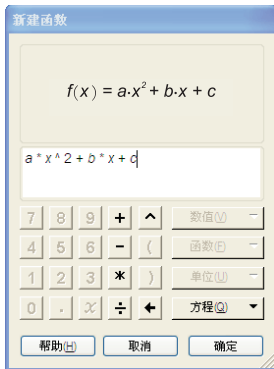 新建函数
f(x) = a·x² + b·x + c
a * x ^ 2 + b * x + c
7 8 9 + ^ 数值(V)
4 5 6 - ( 函数(F)
1 2 3 * ) 单位(U)
0 . x ÷ ← 方程(Q)
帮助(H) 取消 确定